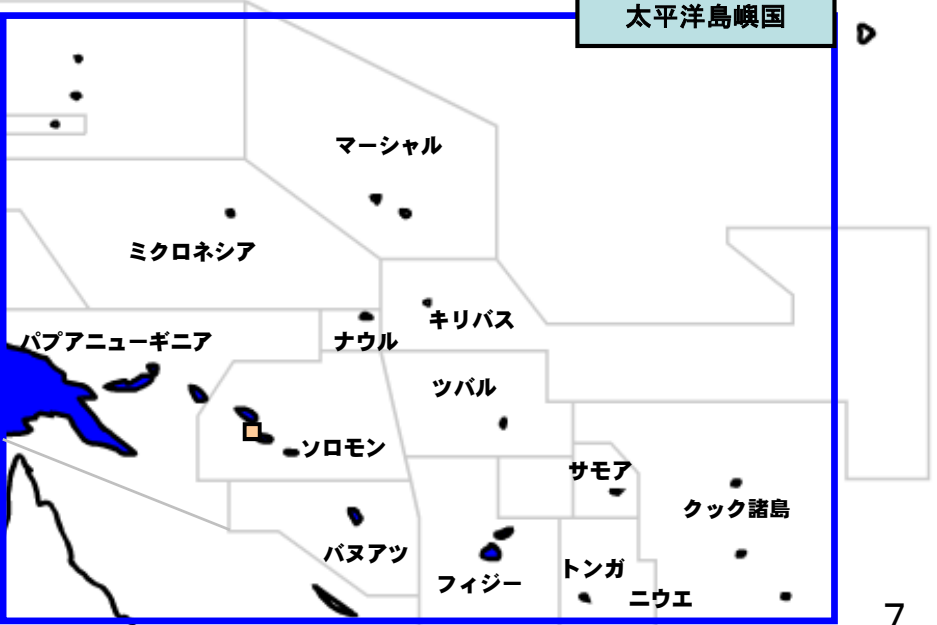 太平洋島嶼国
マーシャル
ミクロネシア
キリバス
パプアニューギニア
ナウル
ツバル
ソロモン
サモア
クック諸島
バヌアツ
フィジー
トンガ
ニウエ
7